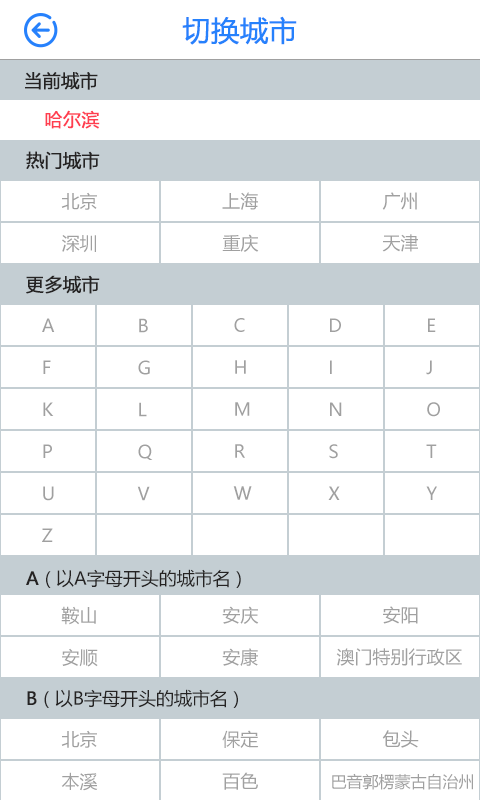 切换城市
当前城市
哈尔滨
热门城市
北京 上海 广州
深圳 重庆 天津
更多城市
A B C D E
F G H I J
K L M N O
P Q R S T
U V W X Y
Z
A（以A字母开头的城市名）
鞍山 安庆 安阳
安顺 安康 澳门特别行政区
B（以B字母开头的城市名）
北京 保定 包头
本溪 百色 巴音郭楞蒙古自治州